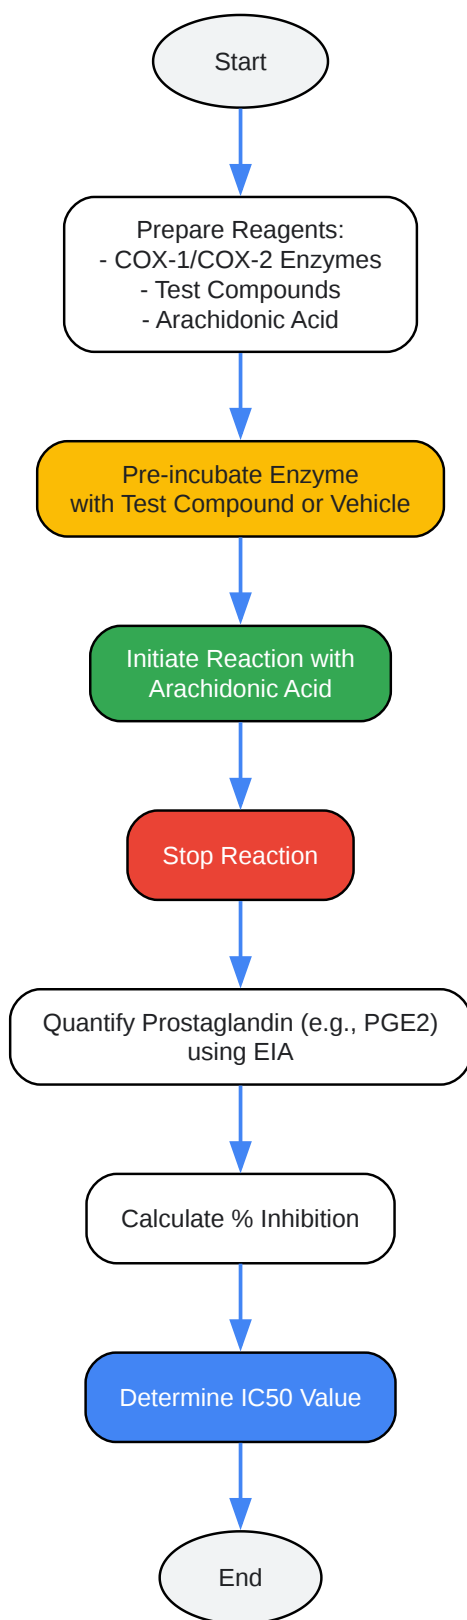 Start
Prepare Reagents:
- COX-1/COX-2 Enzymes
- Test Compounds
- Arachidonic Acid
Pre-incubate Enzyme
with Test Compound or Vehicle
Initiate Reaction with
Arachidonic Acid
Stop Reaction
Quantify Prostaglandin (e.g., PGE2)
using EIA
Calculate % Inhibition
Determine IC50 Value
End